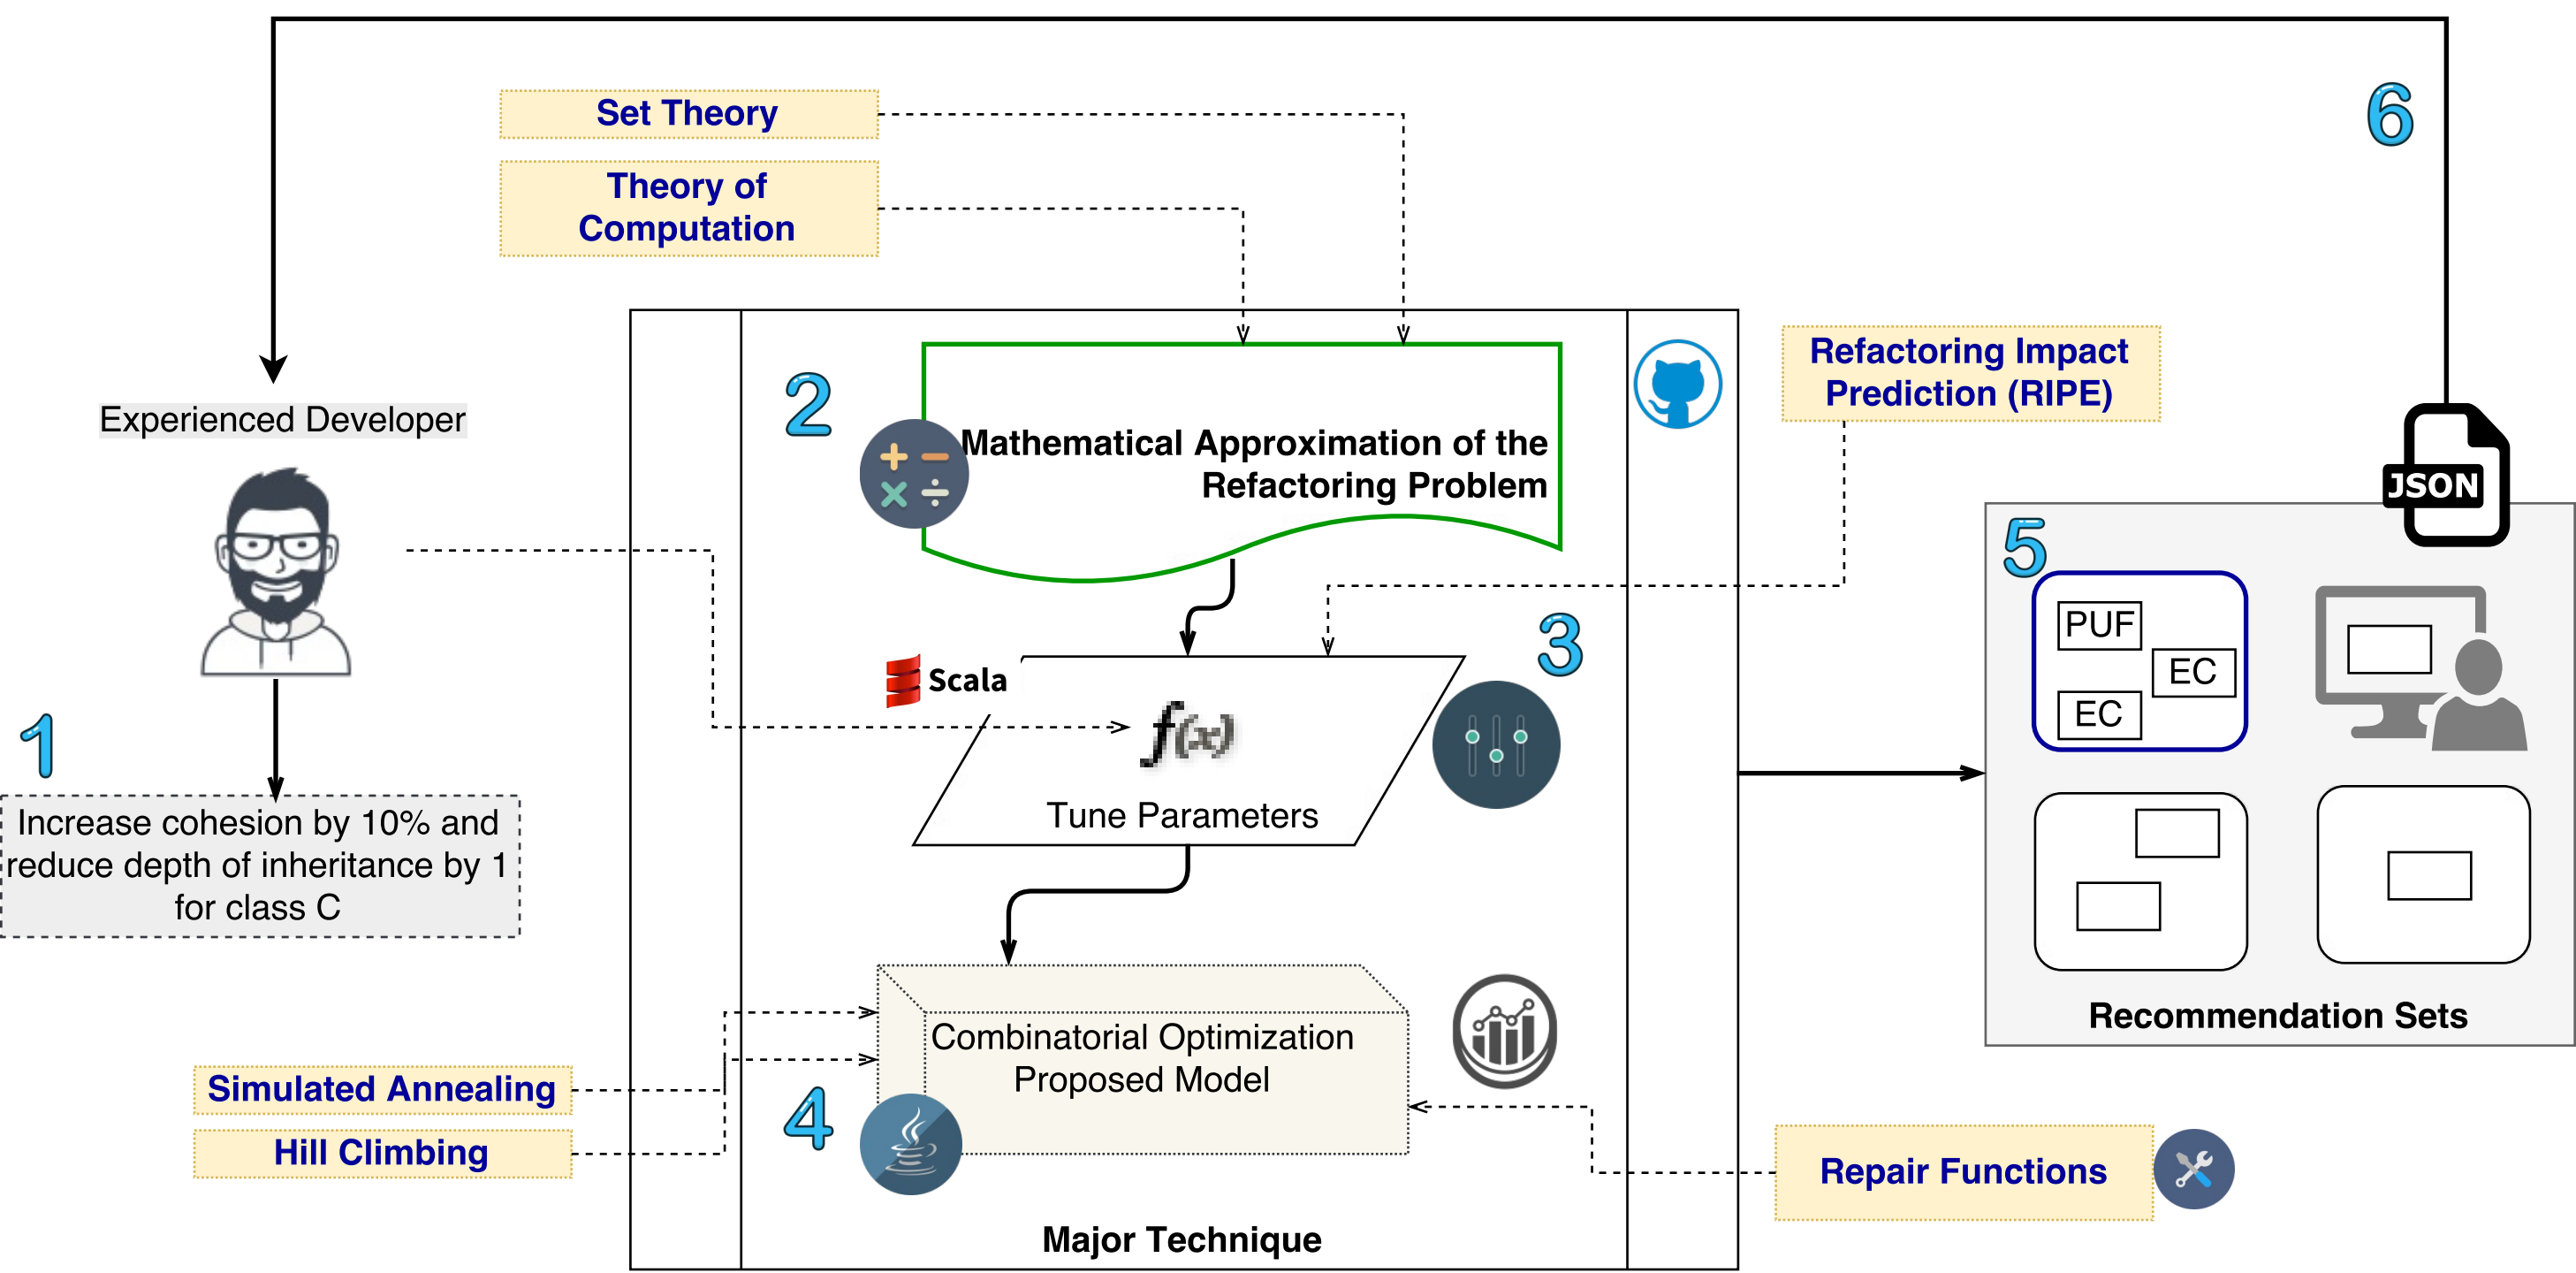 6
Set Theory
Theory of
Computation
Refactoring Impact
Prediction (RIPE)
Experienced Developer
2
Mathematical Approximation of the
Refactoring Problem
JSON
5
PUF
EC
EC
3
Scala
f(x)
Tune Parameters
1
Increase cohesion by 10% and
reduce depth of inheritance by 1
for class C
Recommendation Sets
Combinatorial Optimization
Proposed Model
4
Simulated Annealing
Hill Climbing
Repair Functions
Major Technique